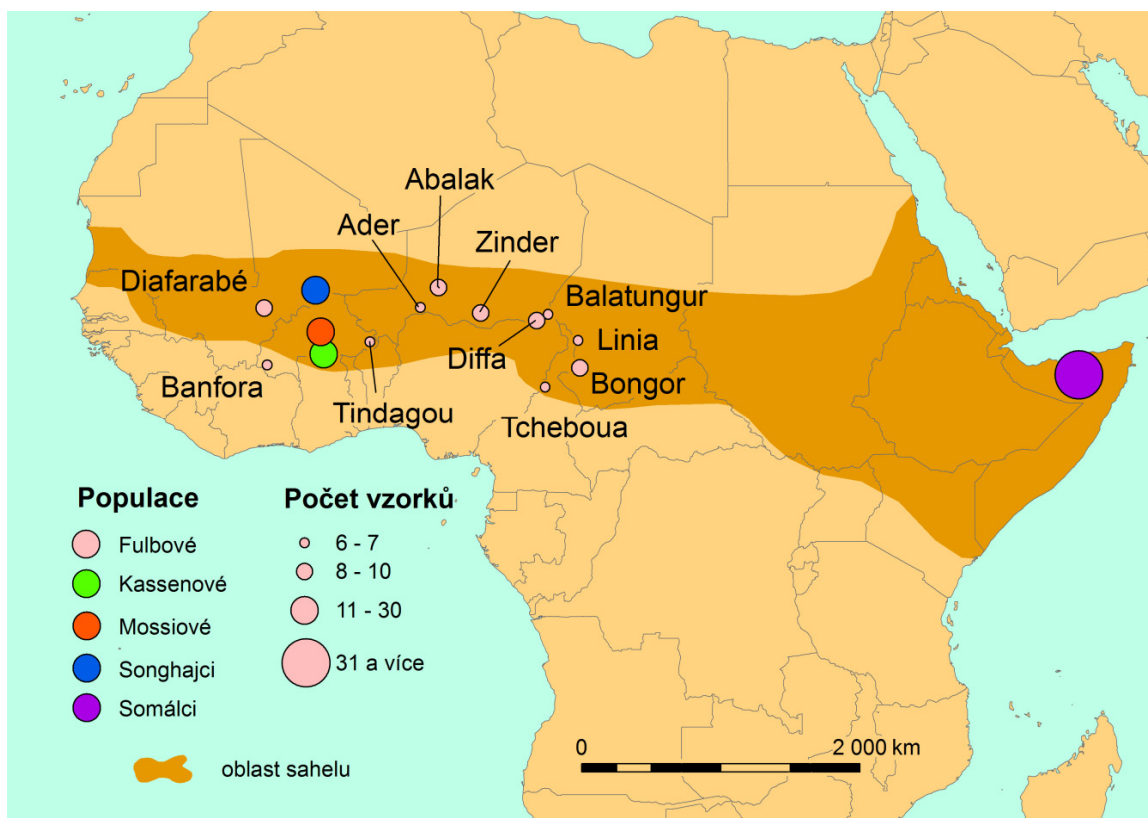 Abalak
Ader
Zinder
Diafarabé
Balatungur
Diffa
Linia
Banfora
Bongor
Tindagou
Tcheboua
Populace
Fulbové
Kassenové
Mossiové
Songhajci
Somálci
oblast sahelu
Počet vzorků
6 - 7
8 - 10
11 - 30
31 a více
0 2 000 km